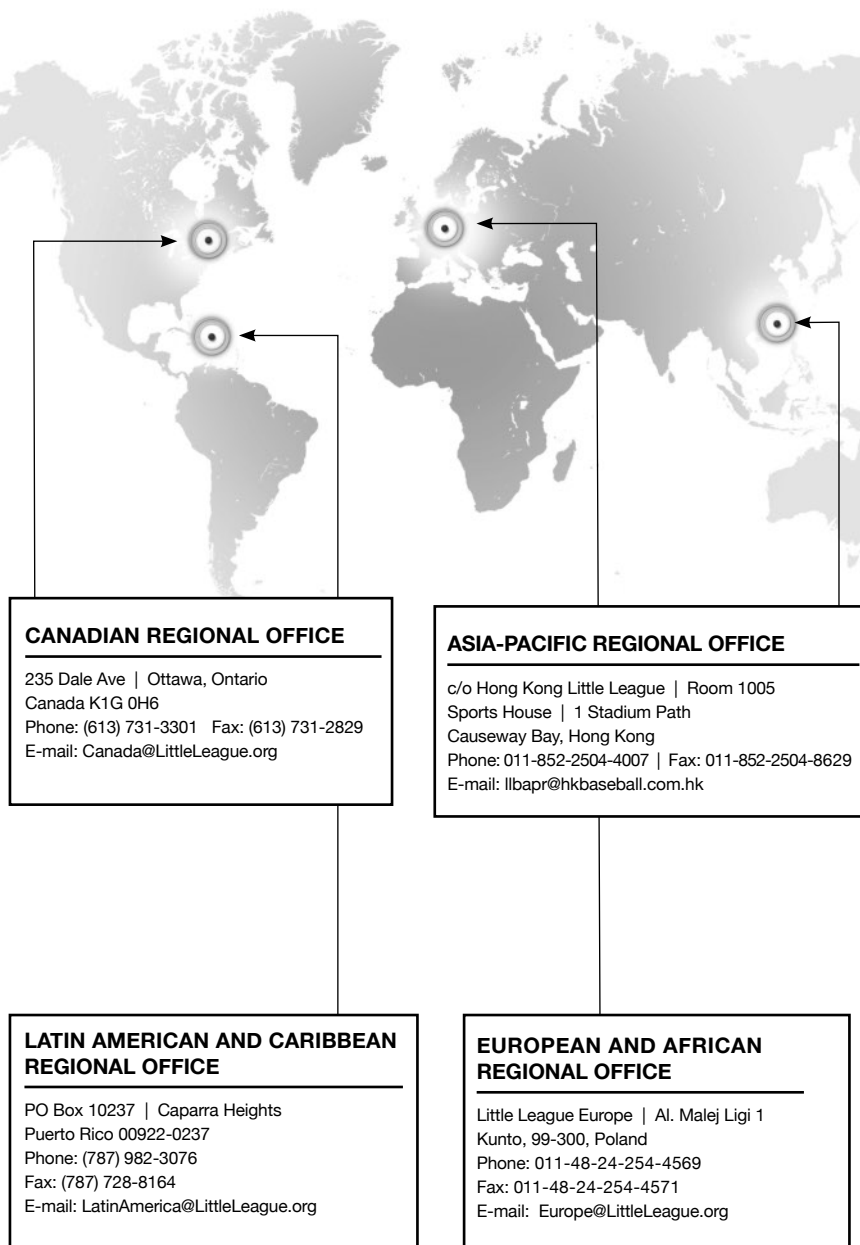 CANADIAN REGIONAL OFFICE
235 Dale Ave | Ottawa, Ontario
Canada K1G 0H6
Phone: (613) 731-3301 Fax: (613) 731-2829
E-mail: Canada@LittleLeague.org
ASIA-PACIFIC REGIONAL OFFICE
c/o Hong Kong Little League | Room 1005
Sports House | 1 Stadium Path
Causeway Bay, Hong Kong
Phone: 011-852-2504-4007 | Fax: 011-852-2504-8629
E-mail: llbapr@hkbaseball.com.hk
LATIN AMERICAN AND CARIBBEAN
REGIONAL OFFICE
PO Box 10237 | Caparra Heights
Puerto Rico 00922-0237
Phone: (787) 982-3076
Fax: (787) 728-8164
E-mail: LatinAmerica@LittleLeague.org
EUROPEAN AND AFRICAN
REGIONAL OFFICE
Little League Europe | Al. Malej Ligi 1
Kunto, 99-300, Poland
Phone: 011-48-24-254-4569
Fax: 011-48-24-254-4571
E-mail: Europe@LittleLeague.org